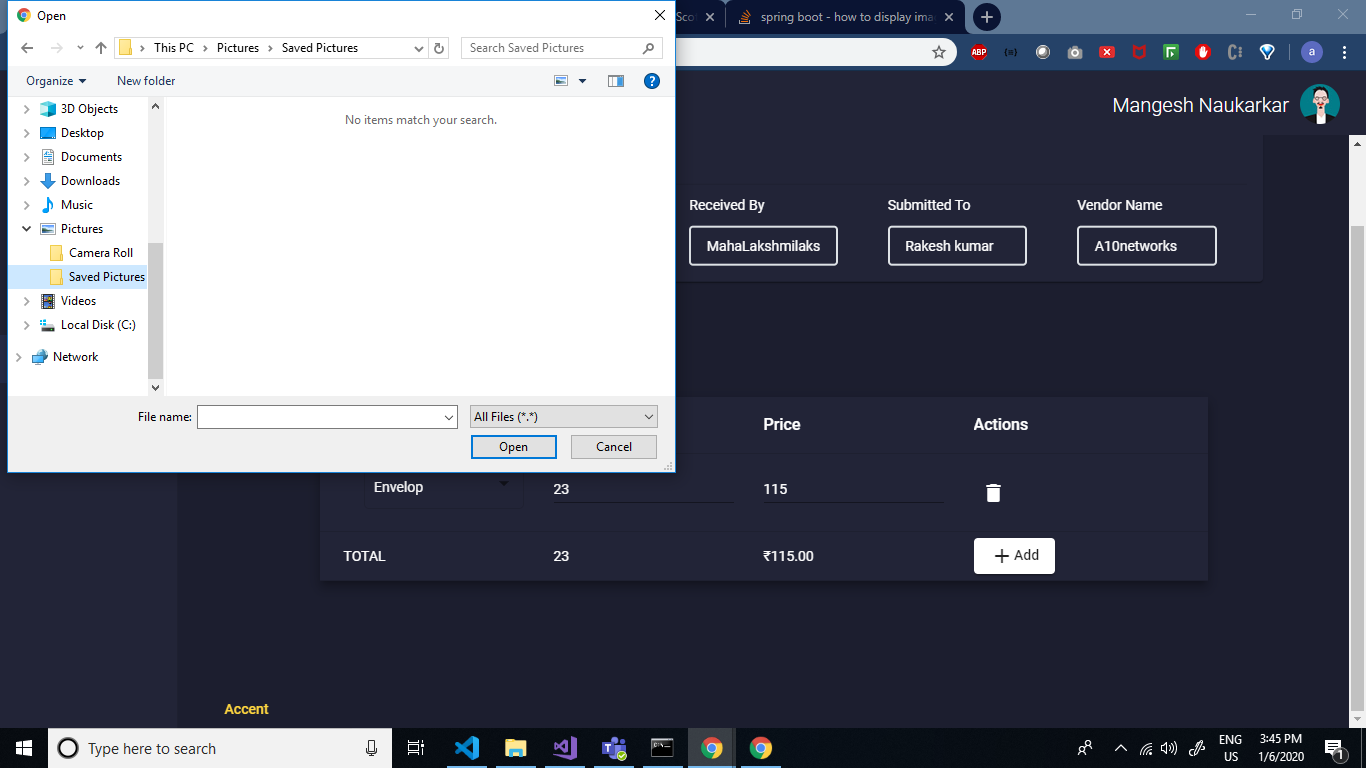 Open
Scot
spring boot - how to display ima
This PC
Pictures
Saved Pictures
Search Saved Pictures
ABP
a
Organize
New folder
?
3D Objects
Desktop
Documents
Downloads
Music
Pictures
Camera Roll
Saved Pictures
Videos
Local Disk (C:)
Network
No items match your search.
File name:
All Files (*.*)
Open
Cancel
Mangesh Naukarkar
Received By
Submitted To
Vendor Name
MahaLakshmilaks
Rakesh kumar
A10networks
Price
Actions
Envelop
23
115
TOTAL
23
₹115.00
Add
Accent
Type here to search
ENG
US
3:45 PM
1/6/2020
1